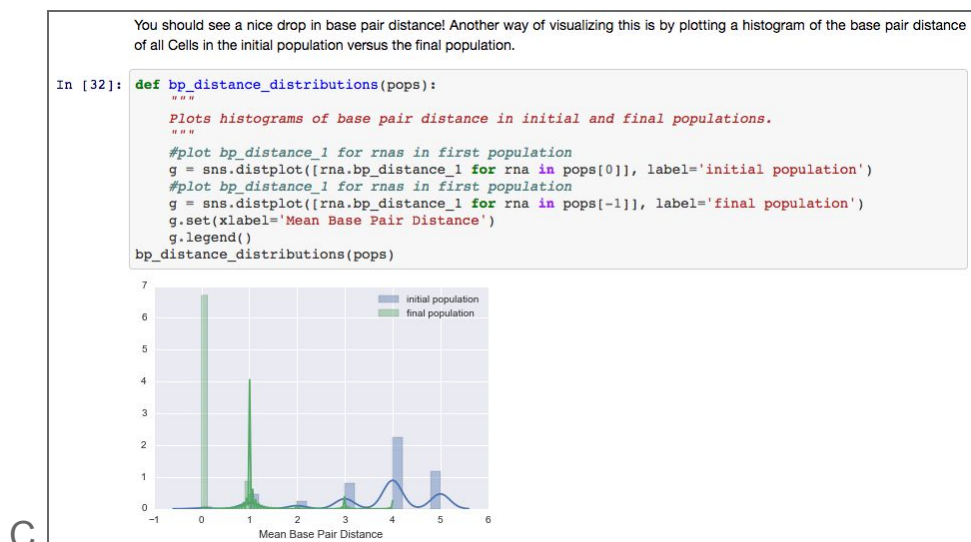 You should see a nice drop in base pair distance! Another way of visualizing this is by plotting a histogram of the base pair distance
of all Cells in the initial population versus the final population.
In [32]: def bp_distance_distributions(pops):
"""
Plots histograms of base pair distance in initial and final populations.
"""
#plot bp_distance_1 for rnas in first population
g = sns.distplot([rna.bp_distance_1 for rna in pops[0]], label='initial population')
#plot bp_distance_1 for rnas in first population
g = sns.distplot([rna.bp_distance_1 for rna in pops[-1]], label='final population')
g.set(xlabel='Mean Base Pair Distance')
g.legend()
bp_distance_distributions(pops)
7
initial population
final population
6
5
4
3
2
1
0
−1 0 1 2 3 4 5 6
Mean Base Pair Distance
C